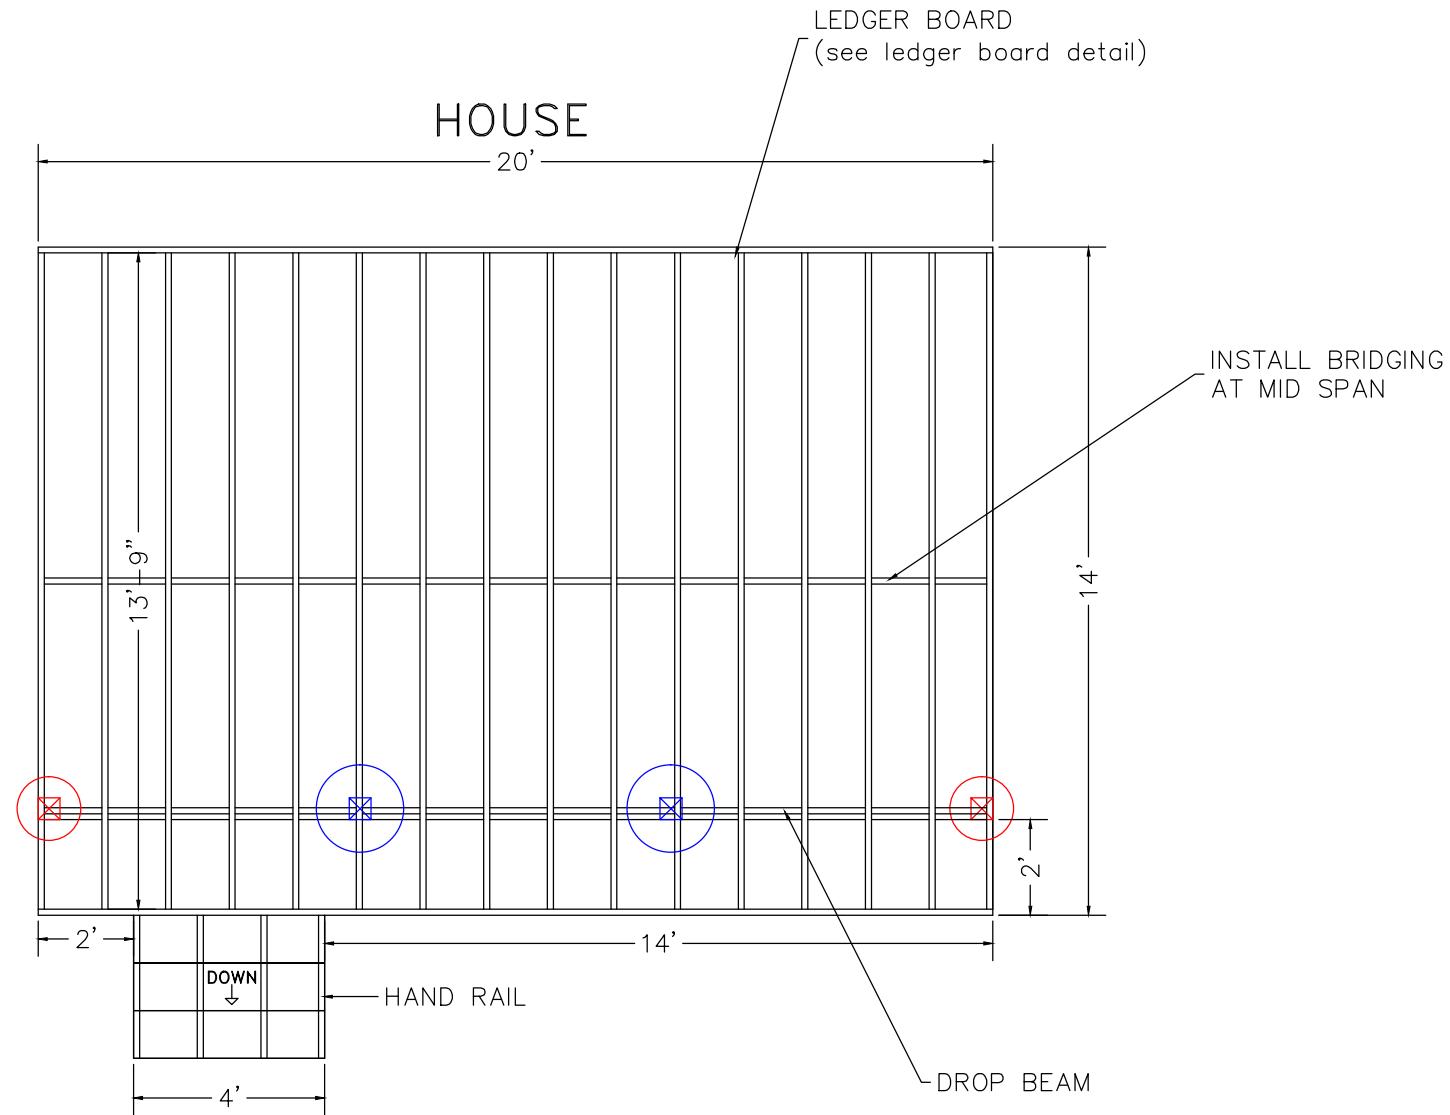 LEDGER BOARD
(see ledger board detail)
HOUSE
20'
INSTALL BRIDGING
AT MID SPAN
13'-9"
14'
2'
2'
14'
DOWN
HAND RAIL
DROP BEAM
4'